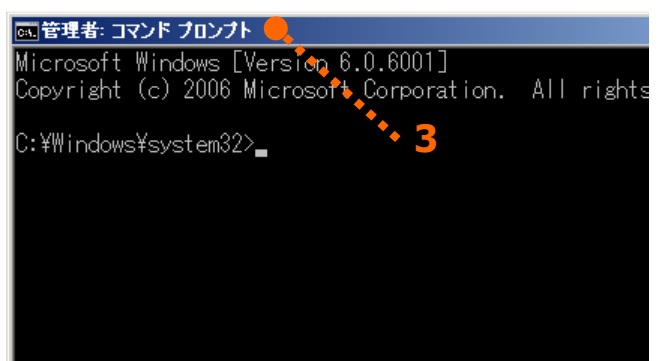 管理者: コマンド プロンプト
Microsoft Windows [Version 6.0.6001]
Copyright (c) 2006 Microsoft Corporation.  All rights
C:¥Windows¥system32>
3